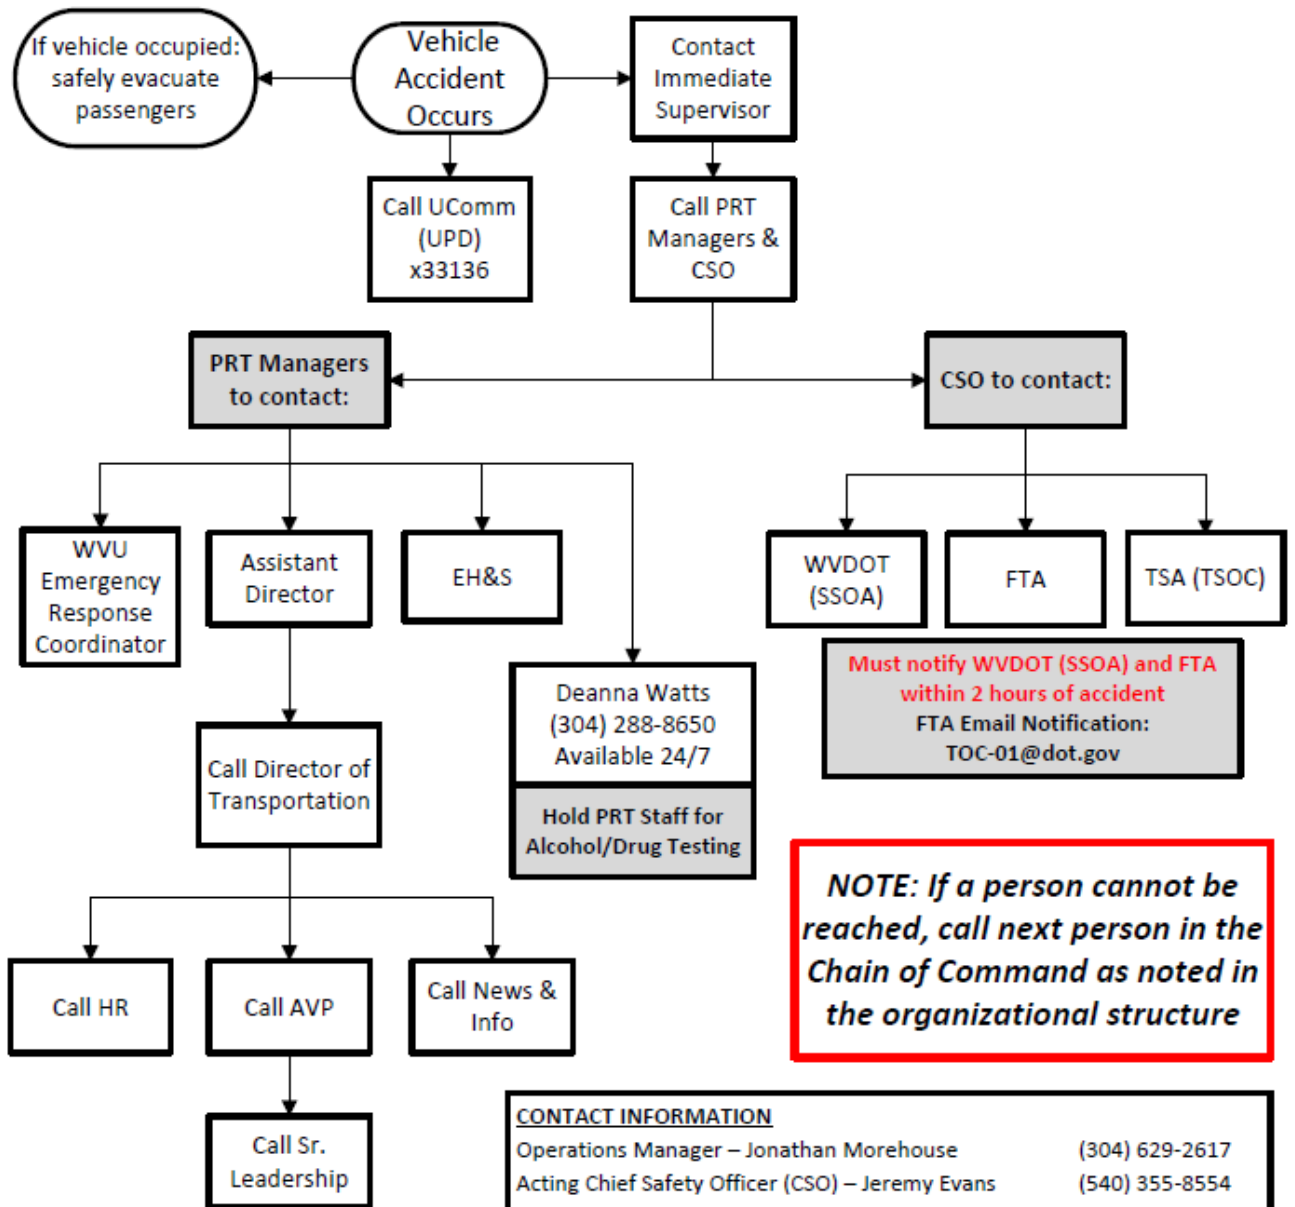 If vehicle occupied:
safely evacuate
passengers
Vehicle
Accident
Occurs
Contact
Immediate
Supervisor
Call UComm
(UPD)
x33136
Call PRT
Managers &
CSO
PRT Managers
to contact:
CSO to contact:
WVU
Emergency
Response
Coordinator
Assistant
Director
EH&S
WVDOT
(SSOA)
FTA
TSA (TSOC)
Must notify WVDOT (SSOA) and FTA
within 2 hours of accident
FTA Email Notification:
TOC-01@dot.gov
Deanna Watts
(304) 288-8650
Available 24/7
Hold PRT Staff for
Alcohol/Drug Testing
Call Director of
Transportation
NOTE: If a person cannot be
reached, call next person in the
Chain of Command as noted in
the organizational structure
Call HR
Call AVP
Call News &
Info
Call Sr.
Leadership
CONTACT INFORMATION
Operations Manager – Jonathan Morehouse (304) 629-2617
Acting Chief Safety Officer (CSO) – Jeremy Evans (540) 355-8554